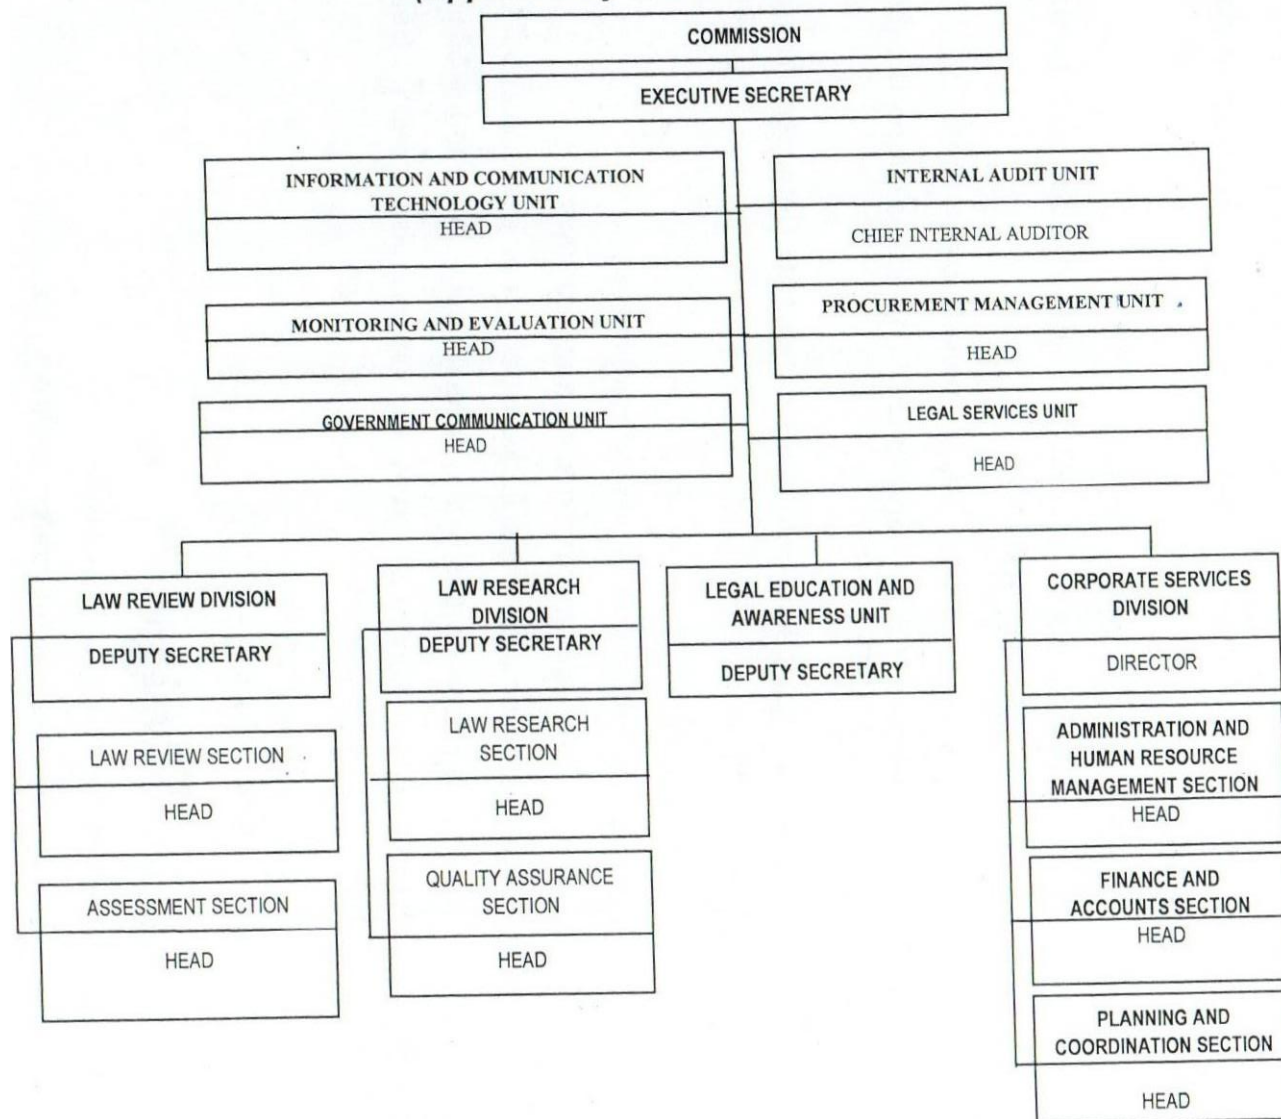 COMMISSION
EXECUTIVE SECRETARY
INFORMATION AND COMMUNICATION
TECHNOLOGY UNIT
HEAD
INTERNAL AUDIT UNIT
CHIEF INTERNAL AUDITOR
MONITORING AND EVALUATION UNIT
HEAD
PROCUREMENT MANAGEMENT UNIT
HEAD
GOVERNMENT COMMUNICATION UNIT
HEAD
LEGAL SERVICES UNIT
HEAD
LAW REVIEW DIVISION
DEPUTY SECRETARY
LAW REVIEW SECTION
HEAD
ASSESSMENT SECTION
HEAD
LAW RESEARCH
DIVISION
DEPUTY SECRETARY
LAW RESEARCH
SECTION
HEAD
QUALITY ASSURANCE
SECTION
HEAD
LEGAL EDUCATION AND
AWARENESS UNIT
DEPUTY SECRETARY
CORPORATE SERVICES
DIVISION
DIRECTOR
ADMINISTRATION AND
HUMAN RESOURCE
MANAGEMENT SECTION
HEAD
FINANCE AND
ACCOUNTS SECTION
HEAD
PLANNING AND
COORDINATION SECTION
HEAD